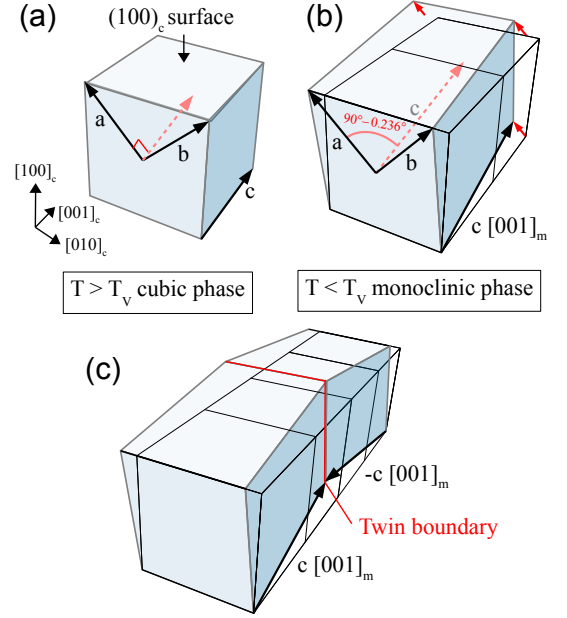 (a)
(100)c surface
a
b
c
[100]c
[001]c
[010]c
T > TV cubic phase
(b)
c
90°−0.236°
a
b
c [001]m
T < TV monoclinic phase
(c)
-c [001]m
Twin boundary
c [001]m